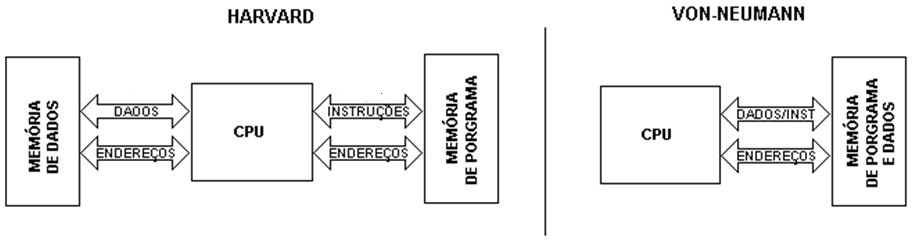 HARVARD
MEMÓRIA
DE DADOS
DADOS
ENDEREÇOS
CPU
INSTRUÇÕES
ENDEREÇOS
MEMÓRIA
DE PORGRAMA
VON-NEUMANN
CPU
DADOS/INST
ENDEREÇOS
MEMÓRIA
DE PORGRAMA
E DADOS